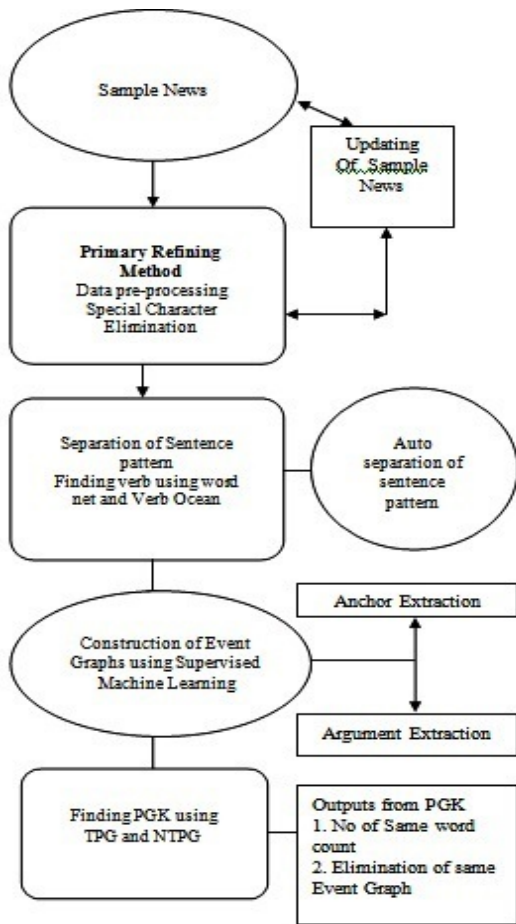 Sample News
Updating
Of Sample
News
Primary Refining
Method
Data pre-processing
Special Character
Elimination
Separation of Sentence
pattern
Finding verb using word
net and Verb Ocean
Auto
separation of
sentence
pattern
Anchor Extraction
Construction of Event
Graphs using Supervised
Machine Learning
Argument Extraction
Finding PGK using
TPG and NTPG
Outputs from PGK
1. No of Same word
count
2. Elimination of same
Event Graph